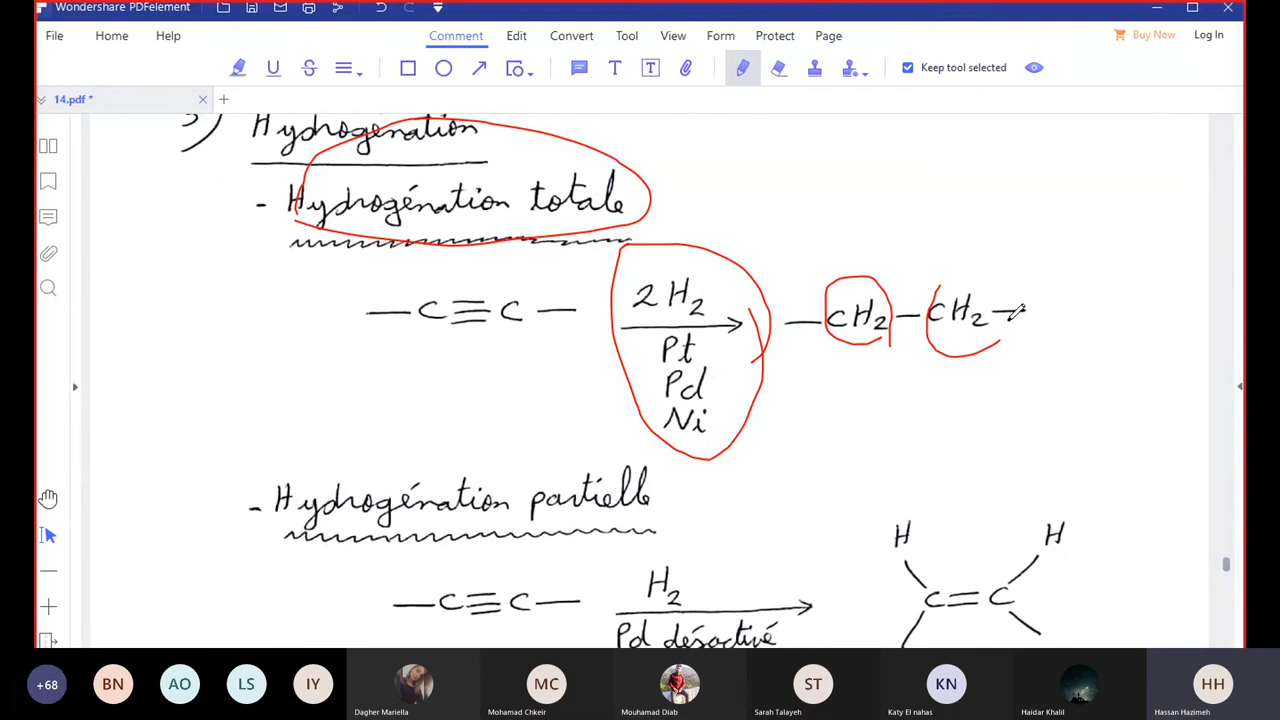 Wondershare PDFelement
File Home Help Comment Edit Convert Tool View Form Protect Page Buy Now Log In
Keep tool selected
14.pdf *
3) Hydrogénation
- Hydrogénation totale
—C≡C— 2H₂ —CH₂—CH₂—
Pt
Pd
Ni
- Hydrogénation partielle
H H
—C≡C— H₂ C=C
Pd désactivé
+68 BN AO LS IY MC ST KN HH
Dagher Mariella Mohamad Chkeir Mouhamad Diab Sarah Talayeh Katy El nahas Haidar Khalil Hassan Hazimeh